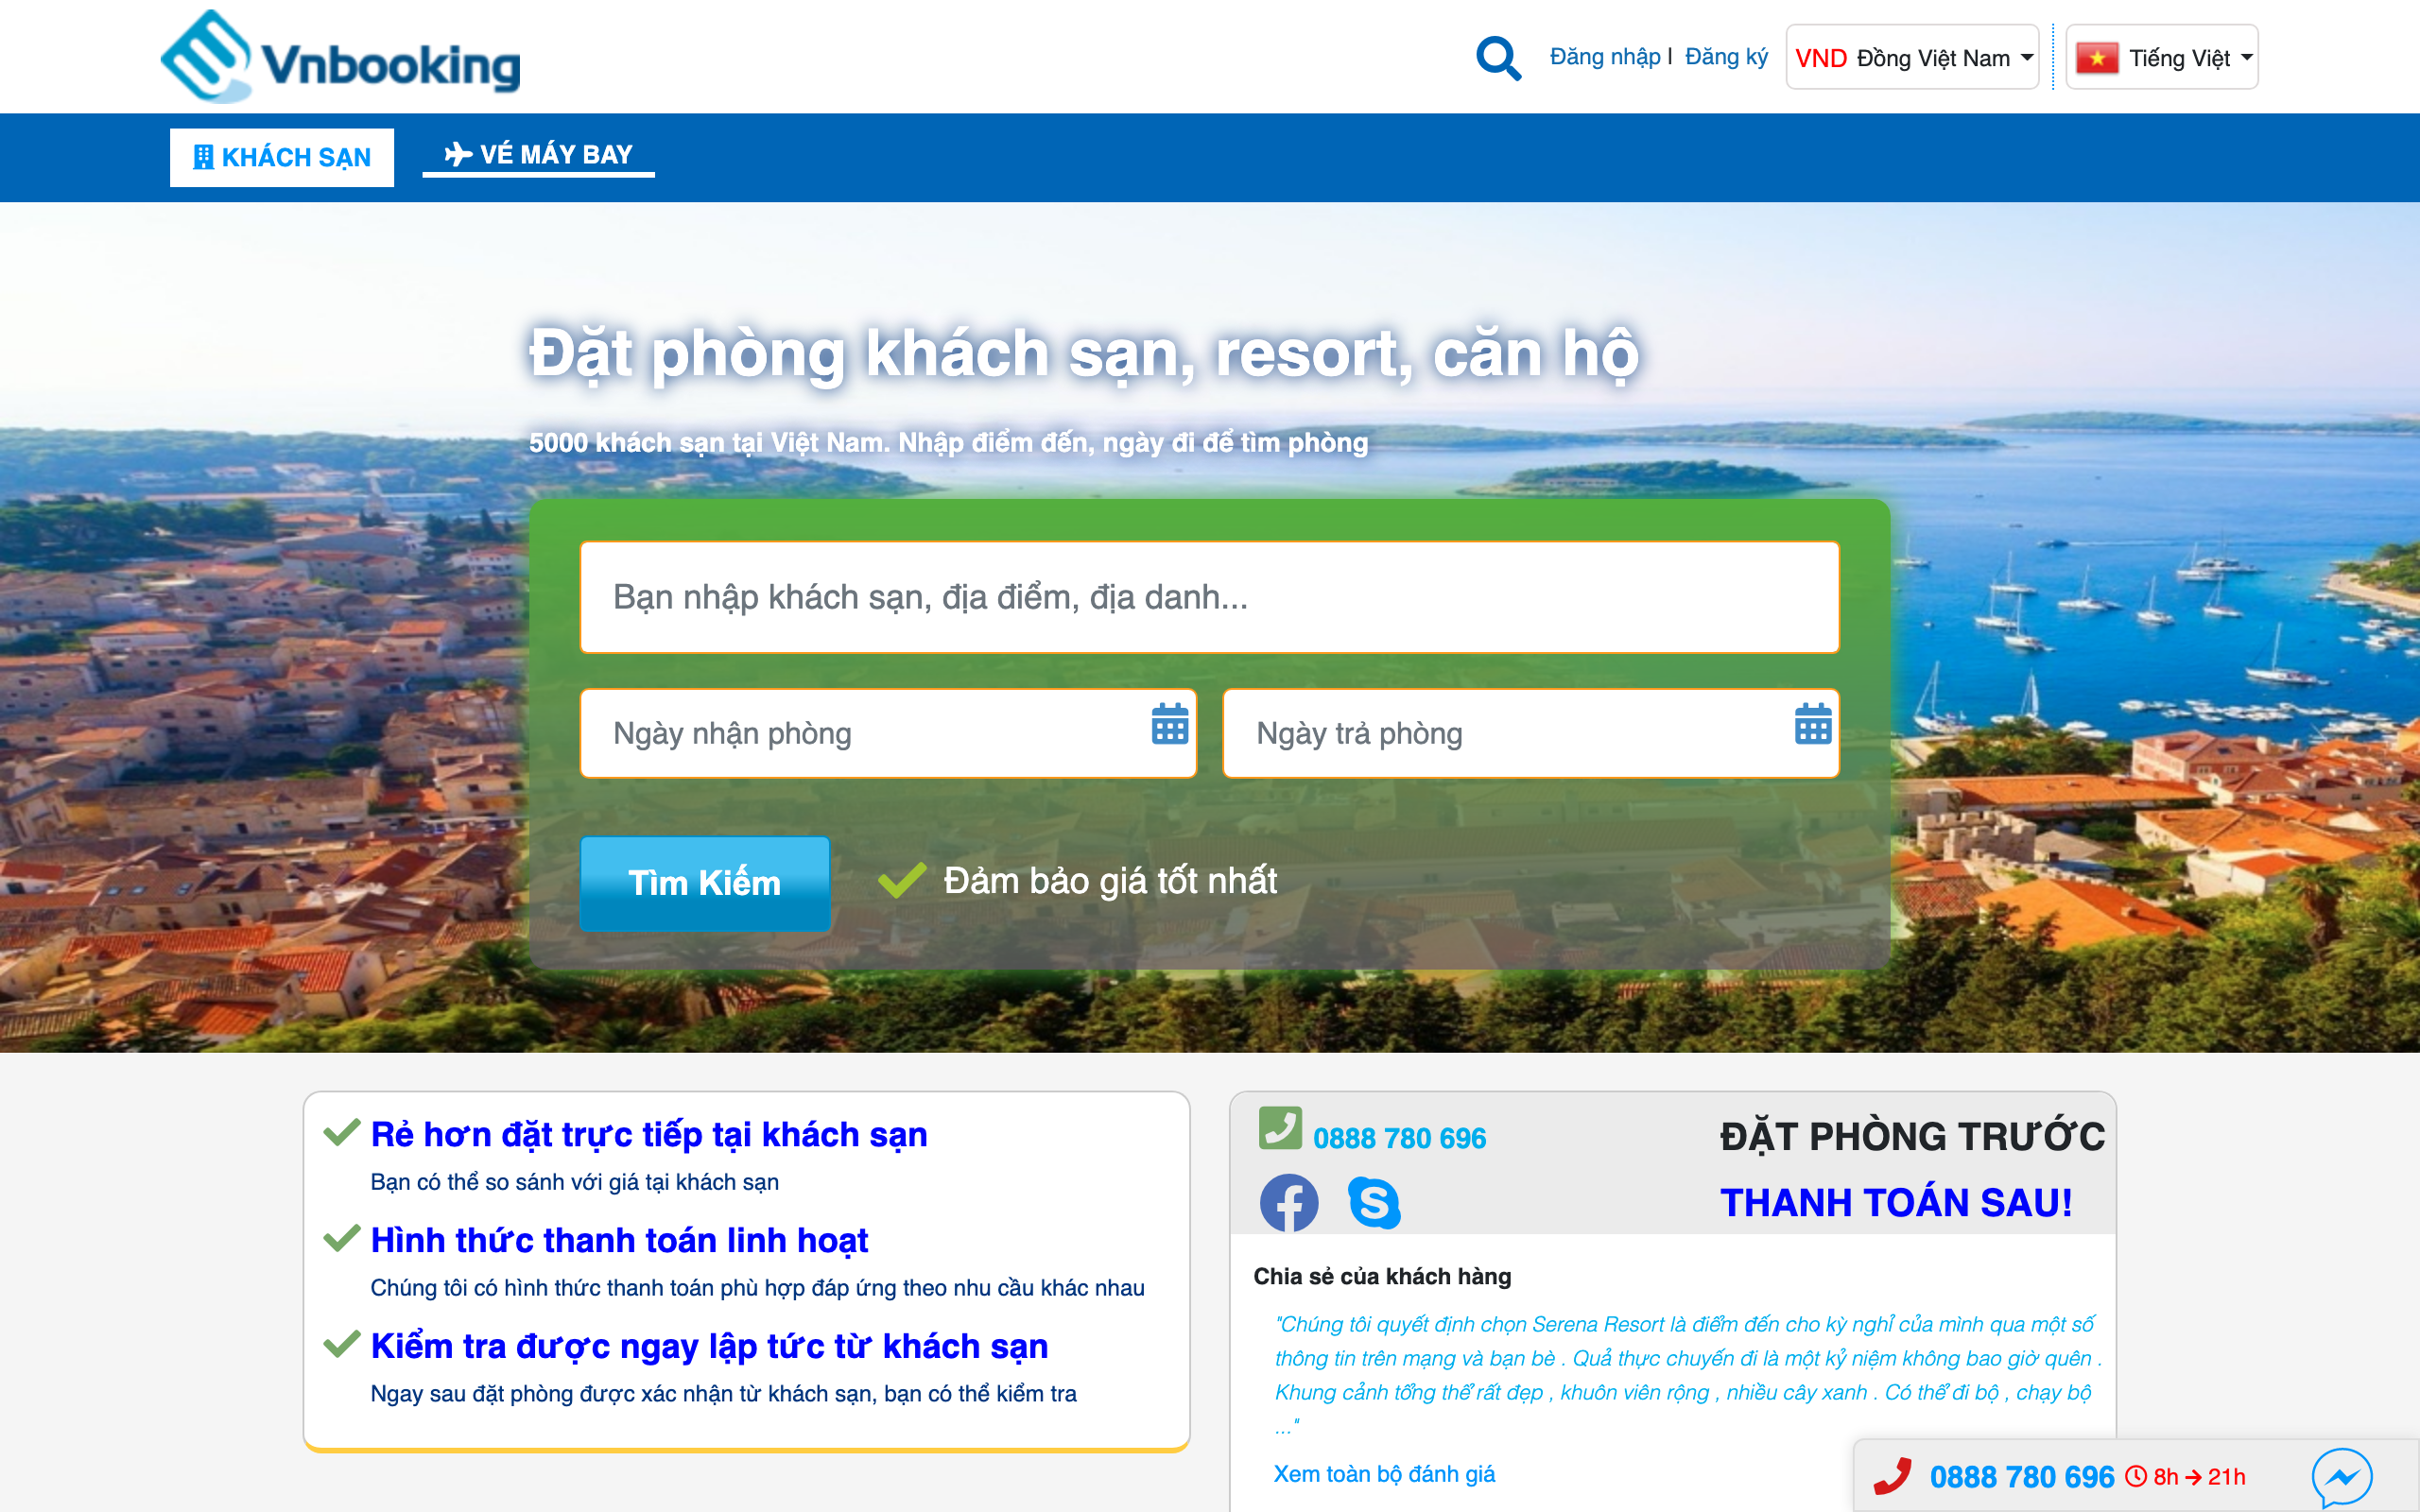 Vnbooking
Đăng nhập | Đăng ký
VND Đồng Việt Nam
Tiếng Việt
KHÁCH SẠN
VÉ MÁY BAY
Đặt phòng khách sạn, resort, căn hộ
5000 khách sạn tại Việt Nam. Nhập điểm đến, ngày đi để tìm phòng
Bạn nhập khách sạn, địa điểm, địa danh...
Ngày nhận phòng
Ngày trả phòng
Tìm Kiếm
Đảm bảo giá tốt nhất
Rẻ hơn đặt trực tiếp tại khách sạn
Bạn có thể so sánh với giá tại khách sạn
Hình thức thanh toán linh hoạt
Chúng tôi có hình thức thanh toán phù hợp đáp ứng theo nhu cầu khác nhau
Kiểm tra được ngay lập tức từ khách sạn
Ngay sau đặt phòng được xác nhận từ khách sạn, bạn có thể kiểm tra
0888 780 696
ĐẶT PHÒNG TRƯỚC
THANH TOÁN SAU!
Chia sẻ của khách hàng
"Chúng tôi quyết định chọn Serena Resort là điểm đến cho kỳ nghỉ của mình qua một số
thông tin trên mạng và bạn bè . Quả thực chuyến đi là một kỷ niệm không bao giờ quên .
Khung cảnh tổng thể rất đẹp , khuôn viên rộng , nhiều cây xanh . Có thể đi bộ , chạy bộ
..."
Xem toàn bộ đánh giá
0888 780 696 8h → 21h